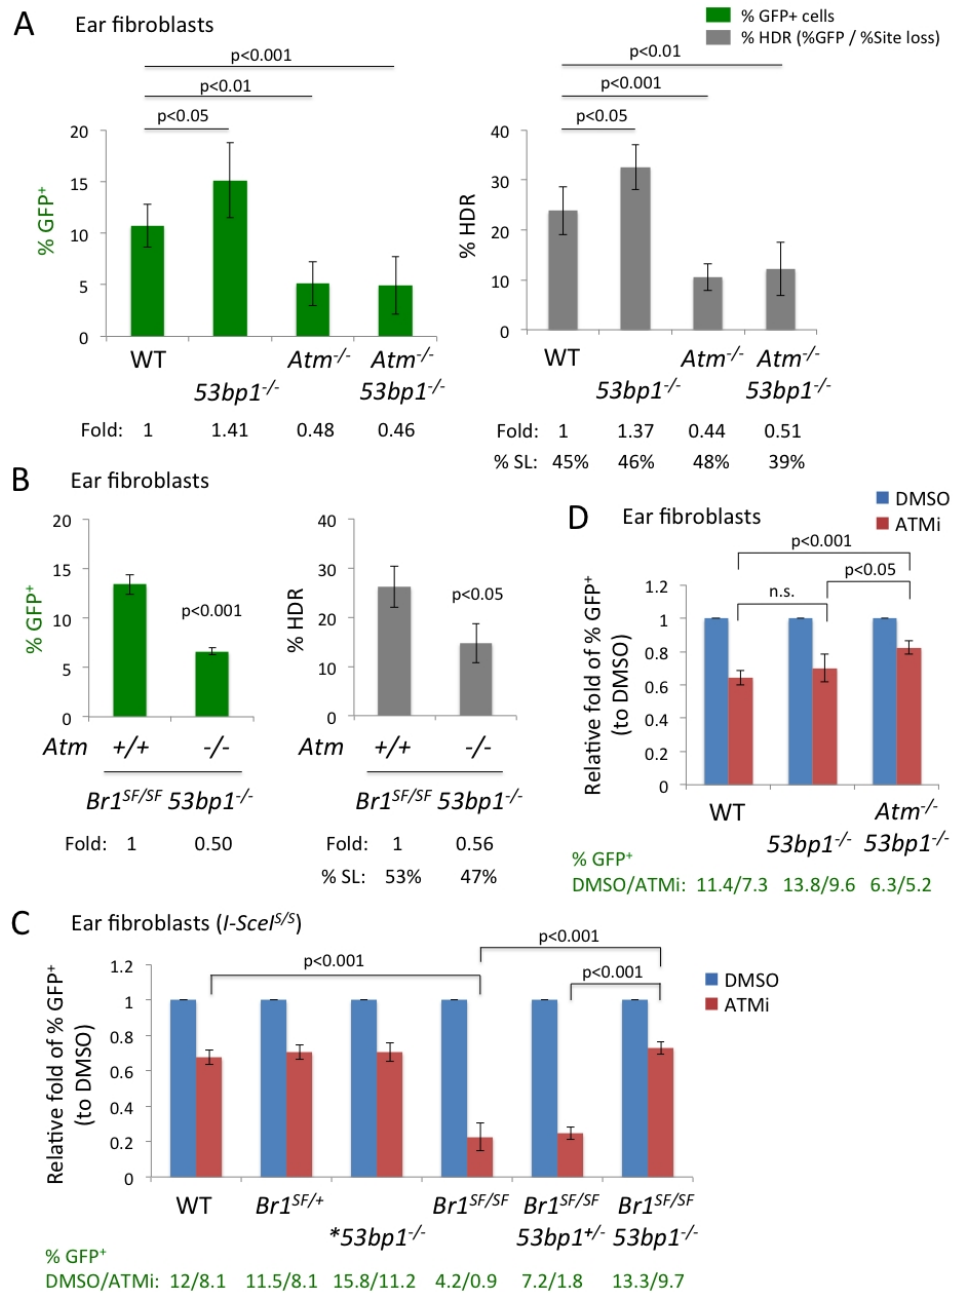 A Ear fibroblasts
% GFP+ cells
% HDR (%GFP / %Site loss)
p<0.001
p<0.01
p<0.05
% GFP+
20
15
10
5
0
WT
53bp1-/-
Atm-/-
Atm-/-
53bp1-/-
Fold: 1 1.41 0.48 0.46
p<0.01
p<0.001
p<0.05
% HDR
40
30
20
10
0
WT
53bp1-/-
Atm-/-
Atm-/-
53bp1-/-
Fold: 1 1.37 0.44 0.51
% SL: 45% 46% 48% 39%
B Ear fibroblasts
% GFP+
20
15
10
5
0
p<0.001
Atm +/+ -/-
Br1SF/SF 53bp1-/-
Fold: 1 0.50
% HDR
40
30
20
10
0
p<0.05
Atm +/+ -/-
Br1SF/SF 53bp1-/-
Fold: 1 0.56
% SL: 53% 47%
D Ear fibroblasts
DMSO
ATMi
p<0.001
p<0.05
n.s.
Relative fold of % GFP+
(to DMSO)
1.2
1
0.8
0.6
0.4
0.2
0
WT
53bp1-/-
Atm-/-
53bp1-/-
% GFP+
DMSO/ATMi: 11.4/7.3 13.8/9.6 6.3/5.2
C Ear fibroblasts (I-SceIS/S)
p<0.001
p<0.001
p<0.001
DMSO
ATMi
Relative fold of % GFP+
(to DMSO)
1.2
1
0.8
0.6
0.4
0.2
0
WT
Br1SF/+
*53bp1-/-
Br1SF/SF
Br1SF/SF
53bp1+/-
Br1SF/SF
53bp1-/-
% GFP+
DMSO/ATMi: 12/8.1 11.5/8.1 15.8/11.2 4.2/0.9 7.2/1.8 13.3/9.7